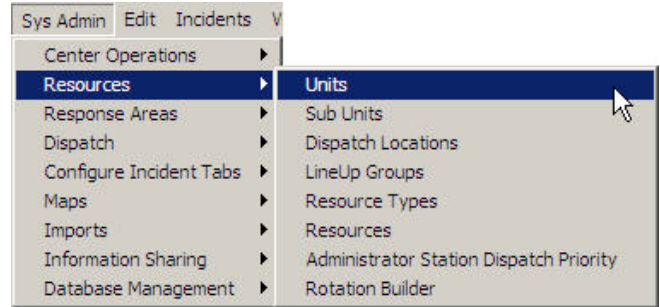 Sys Admin Edit Incidents
Center Operations
Resources
Response Areas
Dispatch
Configure Incident Tabs
Maps
Imports
Information Sharing
Database Management
Units
Sub Units
Dispatch Locations
LineUp Groups
Resource Types
Resources
Administrator Station Dispatch Priority
Rotation Builder